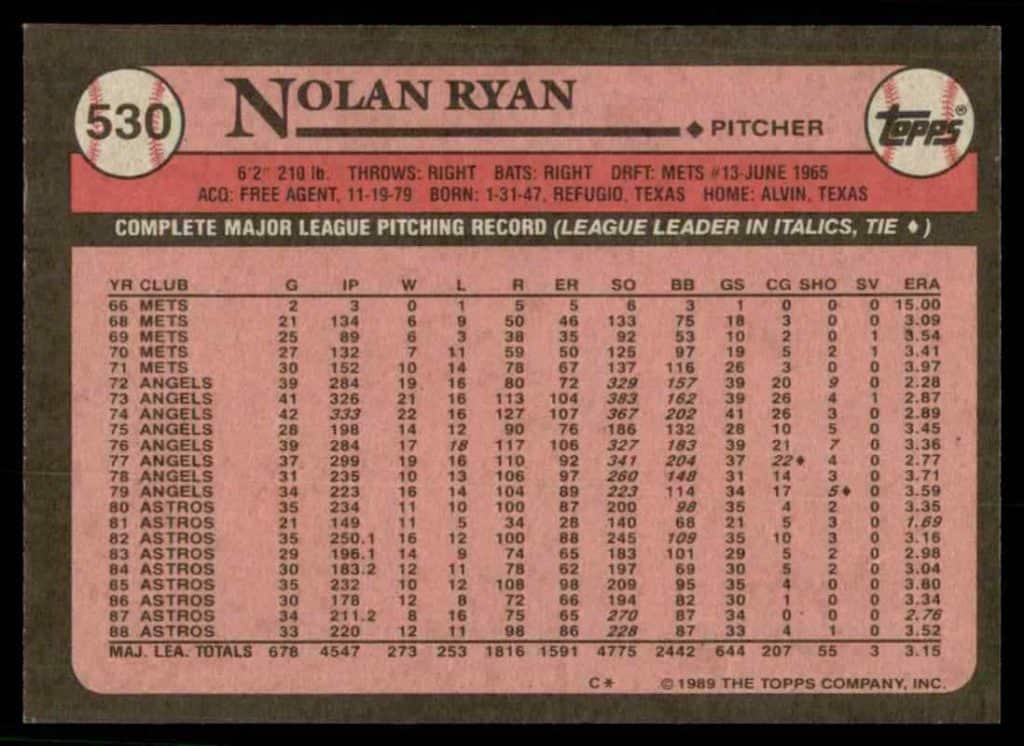 530 NOLAN RYAN
♦ PITCHER
Topps®
6'2" 210 lb. THROWS: RIGHT BATS: RIGHT DRFT: METS #13-JUNE 1965
ACQ: FREE AGENT, 11-19-79 BORN: 1-31-47, REFUGIO, TEXAS HOME: ALVIN, TEXAS
COMPLETE MAJOR LEAGUE PITCHING RECORD (LEAGUE LEADER IN ITALICS, TIE ♦)
YR CLUB G IP W L R ER SO BB GS CG SHO SV ERA
66 METS 2 3 0 1 5 5 6 3 1 0 0 0 15.00
68 METS 21 134 6 9 50 46 133 75 18 3 0 0 3.09
69 METS 25 89 6 3 38 35 92 53 10 2 0 1 3.54
70 METS 27 132 7 11 59 50 125 97 19 5 2 1 3.41
71 METS 30 152 10 14 78 67 137 116 26 3 0 0 3.97
72 ANGELS 39 284 19 16 80 72 329 157 39 20 9 0 2.28
73 ANGELS 41 326 21 16 113 104 383 162 39 26 4 1 2.87
74 ANGELS 42 333 22 16 127 107 367 202 41 26 3 0 2.89
75 ANGELS 28 198 14 12 90 76 186 132 28 10 5 0 3.45
76 ANGELS 39 284 17 18 117 106 327 183 39 21 7 0 3.36
77 ANGELS 37 299 19 16 110 92 341 204 37 22♦ 4 0 2.77
78 ANGELS 31 235 10 13 106 97 260 148 31 14 3 0 3.71
79 ANGELS 34 223 16 14 104 89 223 114 34 17 5♦ 0 3.59
80 ASTROS 35 234 11 10 100 87 200 98 35 4 2 0 3.35
81 ASTROS 21 149 11 5 34 28 140 68 21 5 3 0 1.69
82 ASTROS 35 250.1 16 12 100 88 245 109 35 10 3 0 3.16
83 ASTROS 29 196.1 14 9 74 65 183 101 29 5 2 0 2.98
84 ASTROS 30 183.2 12 11 78 62 197 69 30 5 2 0 3.04
85 ASTROS 35 232 10 12 108 98 209 95 35 4 0 0 3.80
86 ASTROS 30 178 12 8 72 66 194 82 30 1 0 0 3.34
87 ASTROS 34 211.2 8 16 75 65 270 87 34 0 0 0 2.76
88 ASTROS 33 220 12 11 98 86 228 87 33 4 1 0 3.52
MAJ. LEA. TOTALS 678 4547 273 253 1816 1591 4775 2442 644 207 55 3 3.15
C* © 1989 THE TOPPS COMPANY, INC.